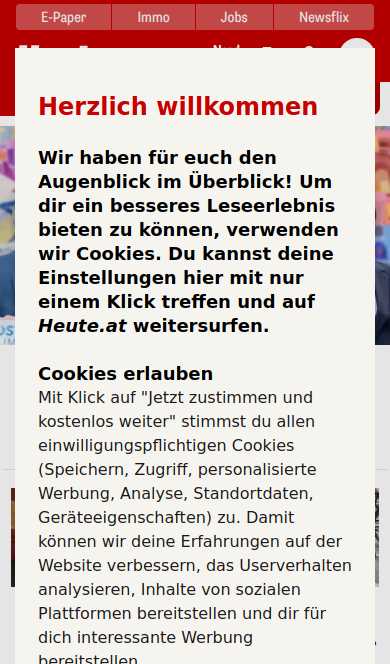 E-Paper
Immo
Jobs
Newsflix
Herzlich willkommen
Wir haben für euch den
Augenblick im Überblick! Um
dir ein besseres Leseerlebnis
bieten zu können, verwenden
wir Cookies. Du kannst deine
Einstellungen hier mit nur
einem Klick treffen und auf
Heute.at weitersurfen.
Cookies erlauben
Mit Klick auf "Jetzt zustimmen und
kostenlos weiter" stimmst du allen
einwilligungspflichtigen Cookies
(Speichern, Zugriff, personalisierte
Werbung, Analyse, Standortdaten,
Geräteeigenschaften) zu. Damit
können wir deine Erfahrungen auf der
Website verbessern, das Userverhalten
analysieren, Inhalte von sozialen
Plattformen bereitstellen und dir für
dich interessante Werbung
bereitstellen